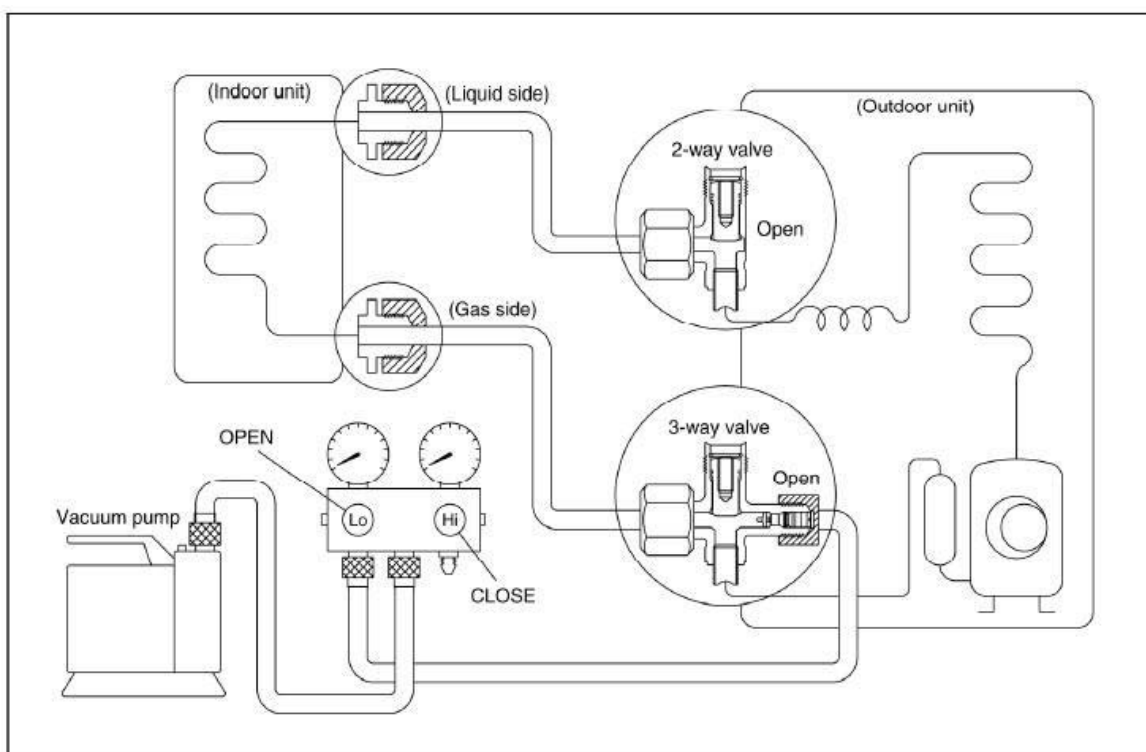 (Indoor unit)
(Liquid side)
(Outdoor unit)
2-way valve
Open
(Gas side)
3-way valve
Open
OPEN
Lo
Hi
Vacuum pump
CLOSE